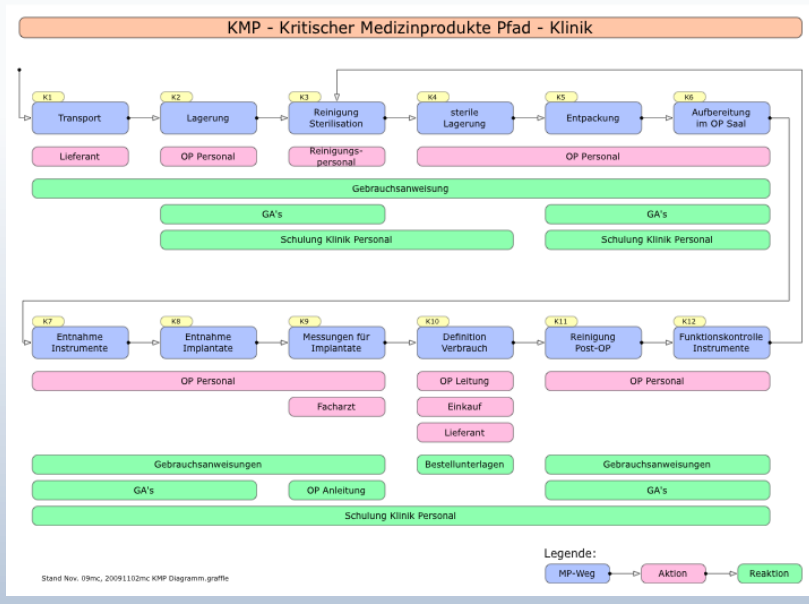 KMP - Kritischer Medizinprodukte Pfad - Klinik
K1
K2
K3
K4
K5
K6
Transport
Lagerung
Reinigung
Sterilisation
sterile
Lagerung
Entpackung
Aufbereitung
im OP Saal
Lieferant
OP Personal
Reinigungs-
personal
OP Personal
Gebrauchsanweisung
GA's
GA's
Schulung Klinik Personal
Schulung Klinik Personal
K7
K8
K9
K10
K11
K12
Entnahme
Instrumente
Entnahme
Implantate
Messungen für
Implantate
Definition
Verbrauch
Reinigung
Post-OP
Funktionskontrolle
Instrumente
OP Personal
OP Leitung
OP Personal
Facharzt
Einkauf
Lieferant
Gebrauchsanweisungen
Bestellunterlagen
Gebrauchsanweisungen
GA's
OP Anleitung
GA's
Schulung Klinik Personal
Legende:
MP-Weg
Aktion
Reaktion
Stand Nov. 09mc, 20091102mc KMP Diagramm.graffle